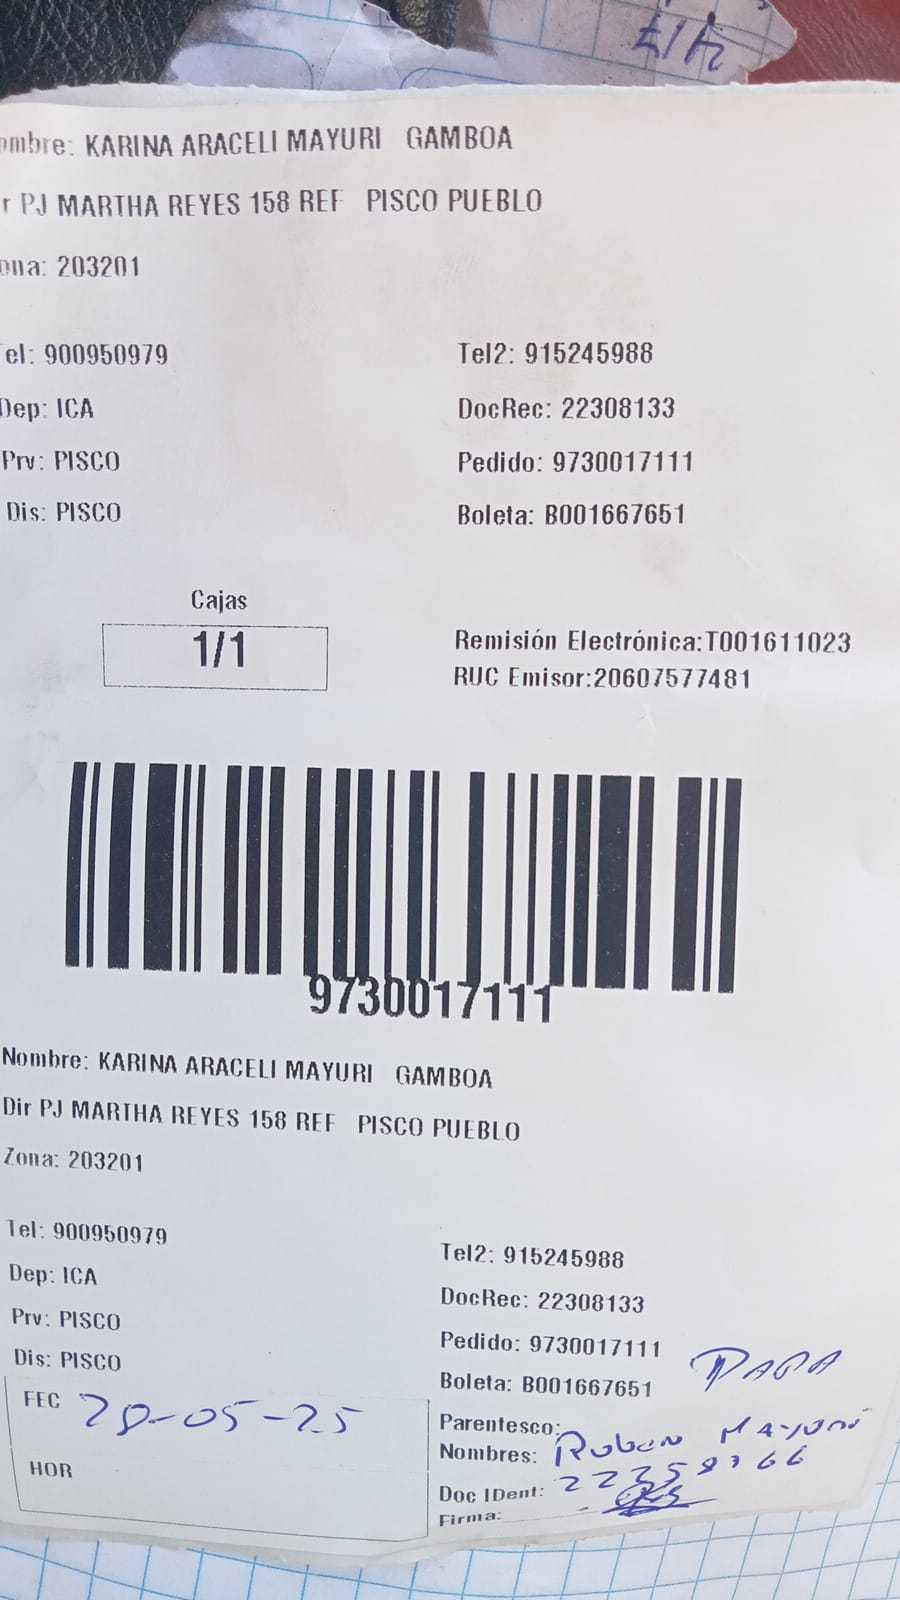 ombre: KARINA ARACELI MAYURI GAMBOA
r PJ MARTHA REYES 158 REF PISCO PUEBLO
ona: 203201
Tel: 900950979 Tel2: 915245988
Dep: ICA DocRec: 22308133
Prv: PISCO Pedido: 9730017111
Dis: PISCO Boleta: B001667651
Cajas
1/1
Remisión Electrónica:T001611023
RUC Emisor:20607577481
9730017111
Nombre: KARINA ARACELI MAYURI GAMBOA
Dir PJ MARTHA REYES 158 REF PISCO PUEBLO
Zona: 203201
Tel: 900950979 Tel2: 915245988
Dep: ICA DocRec: 22308133
Prv: PISCO Pedido: 9730017111
Dis: PISCO Boleta: B001667651
PAPA
FEC 28-05-25 Parentesco:
Nombres: Ruben Mayuri
HOR Doc IDent:
Firma: